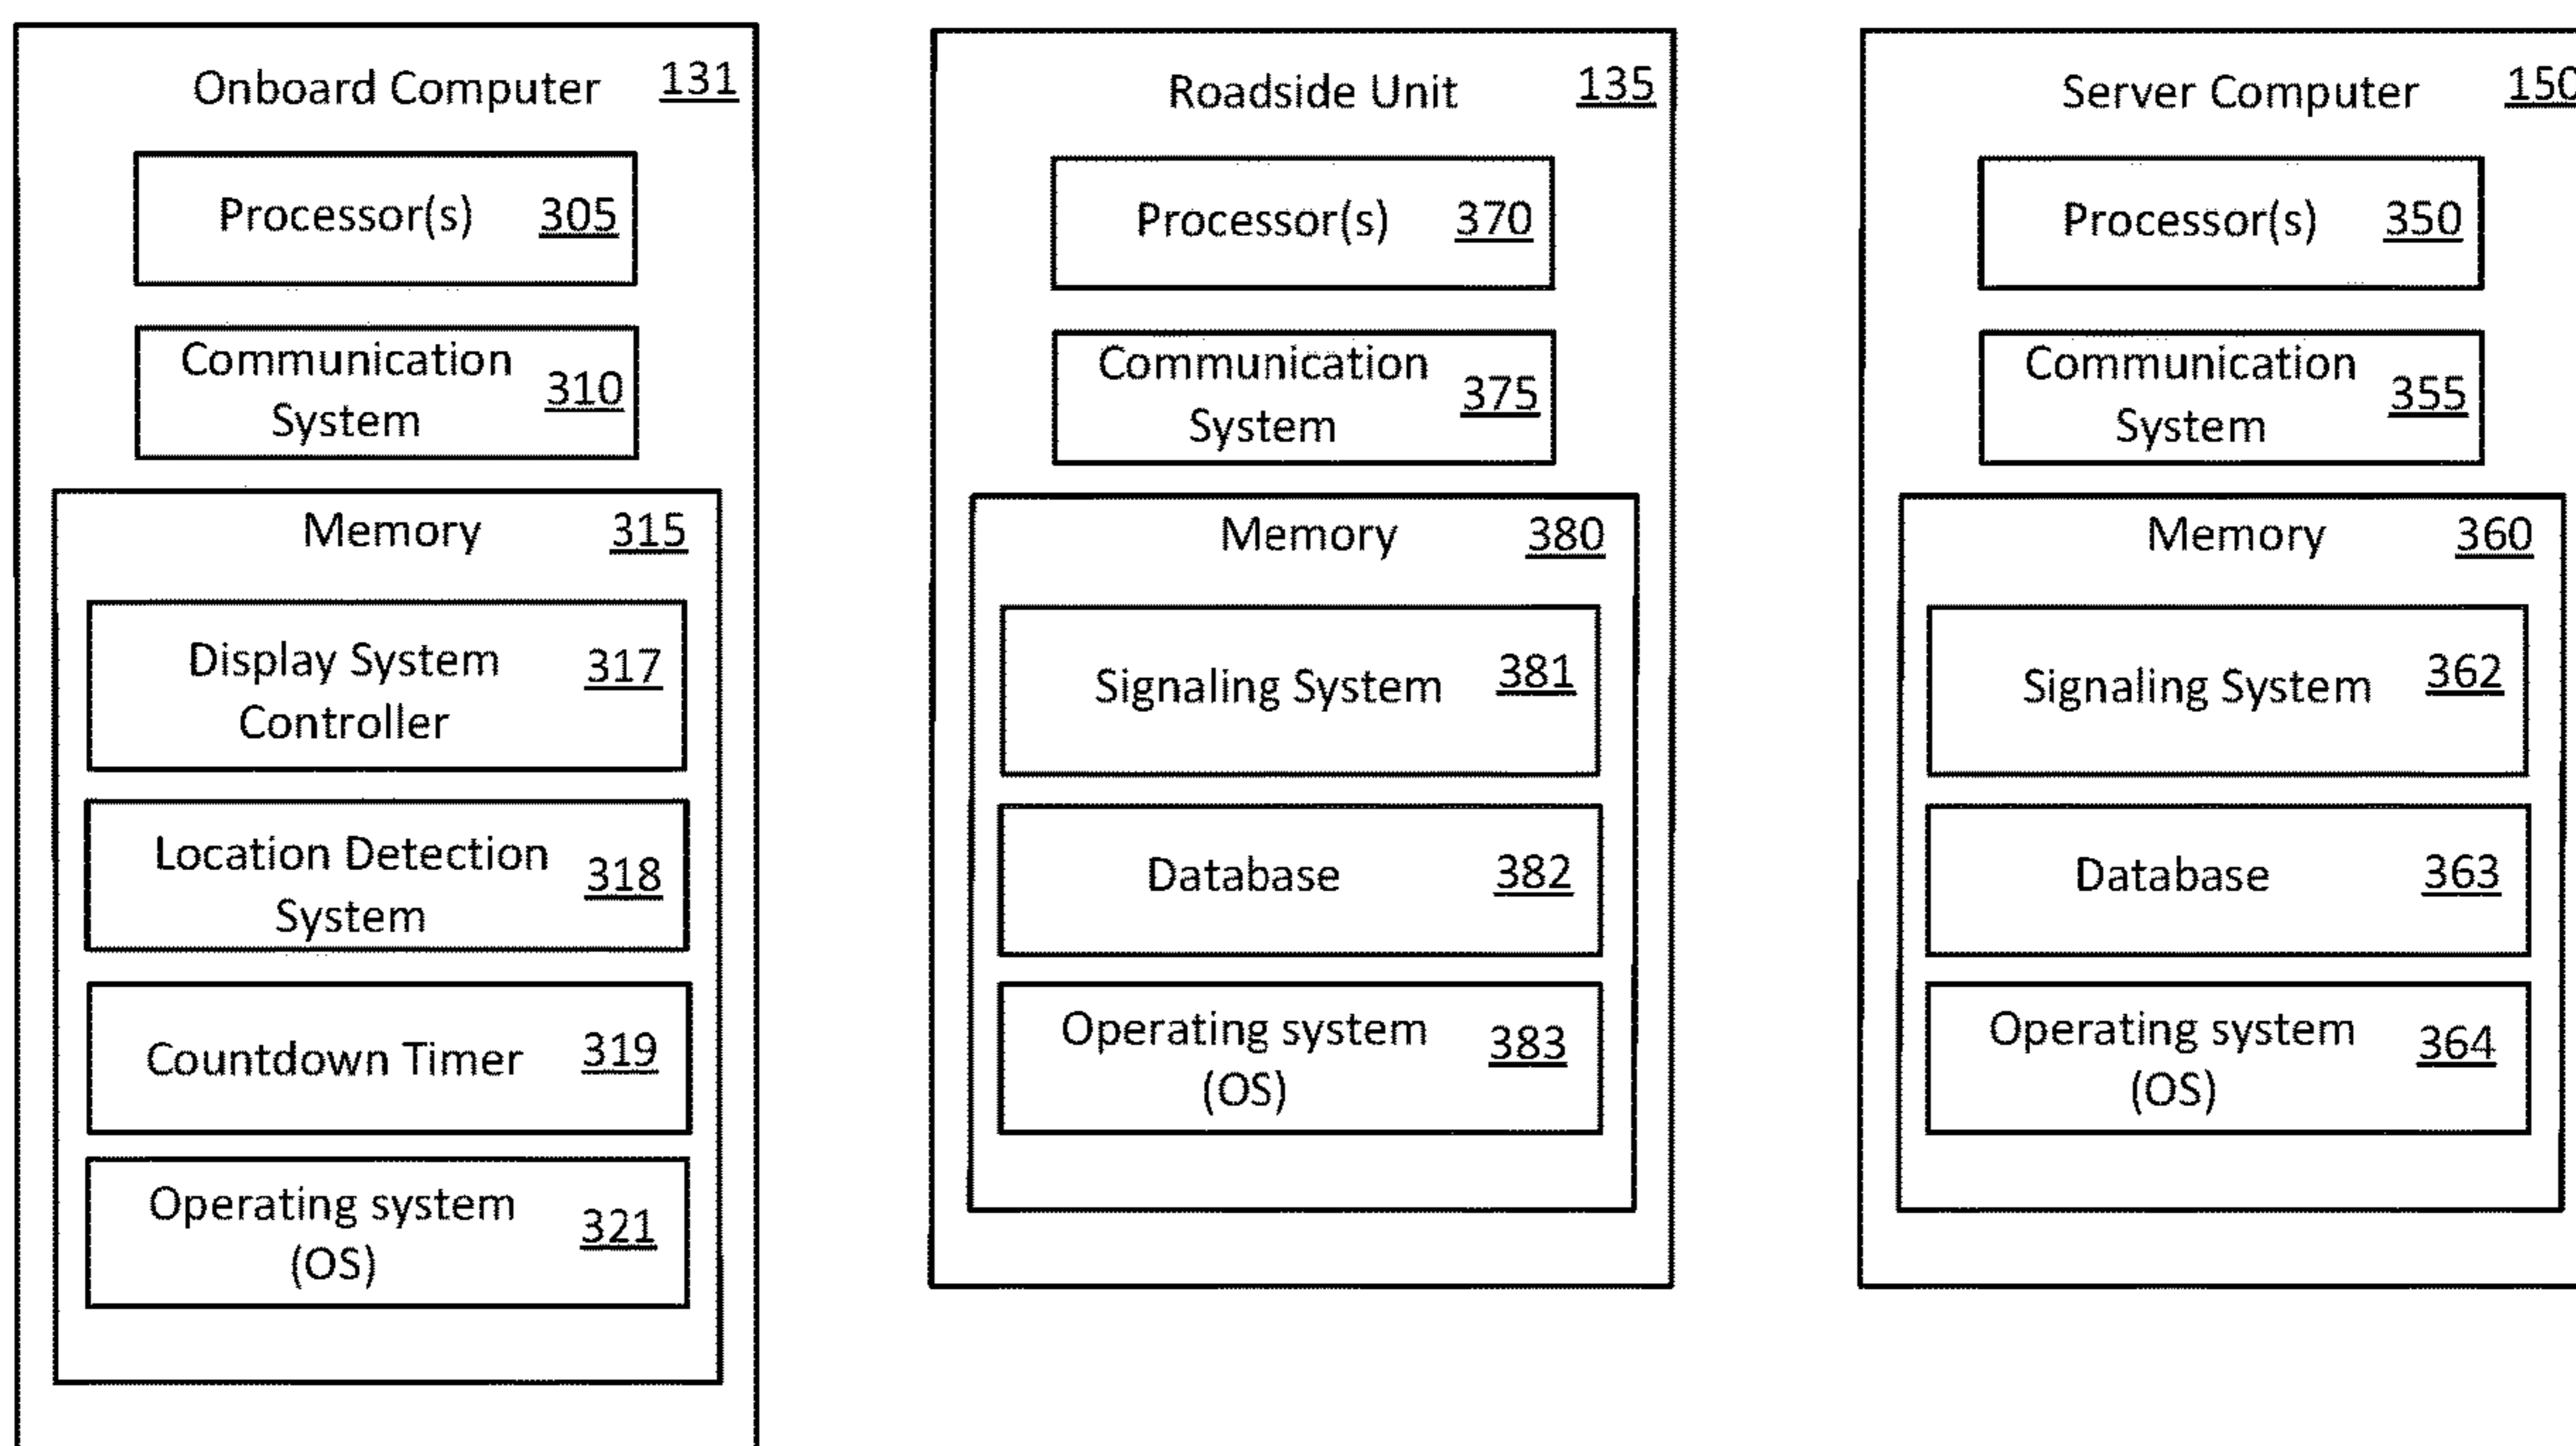 Onboard Computer 131
Processor(s) 305
Communication
System 310
Memory 315
Display System
Controller 317
Location Detection
System 318
Countdown Timer 319
Operating system
(OS) 321
Roadside Unit 135
Processor(s) 370
Communication
System 375
Memory 380
Signaling System 381
Database 382
Operating system
(OS) 383
Server Computer 150
Processor(s) 350
Communication
System 355
Memory 360
Signaling System 362
Database 363
Operating system
(OS) 364